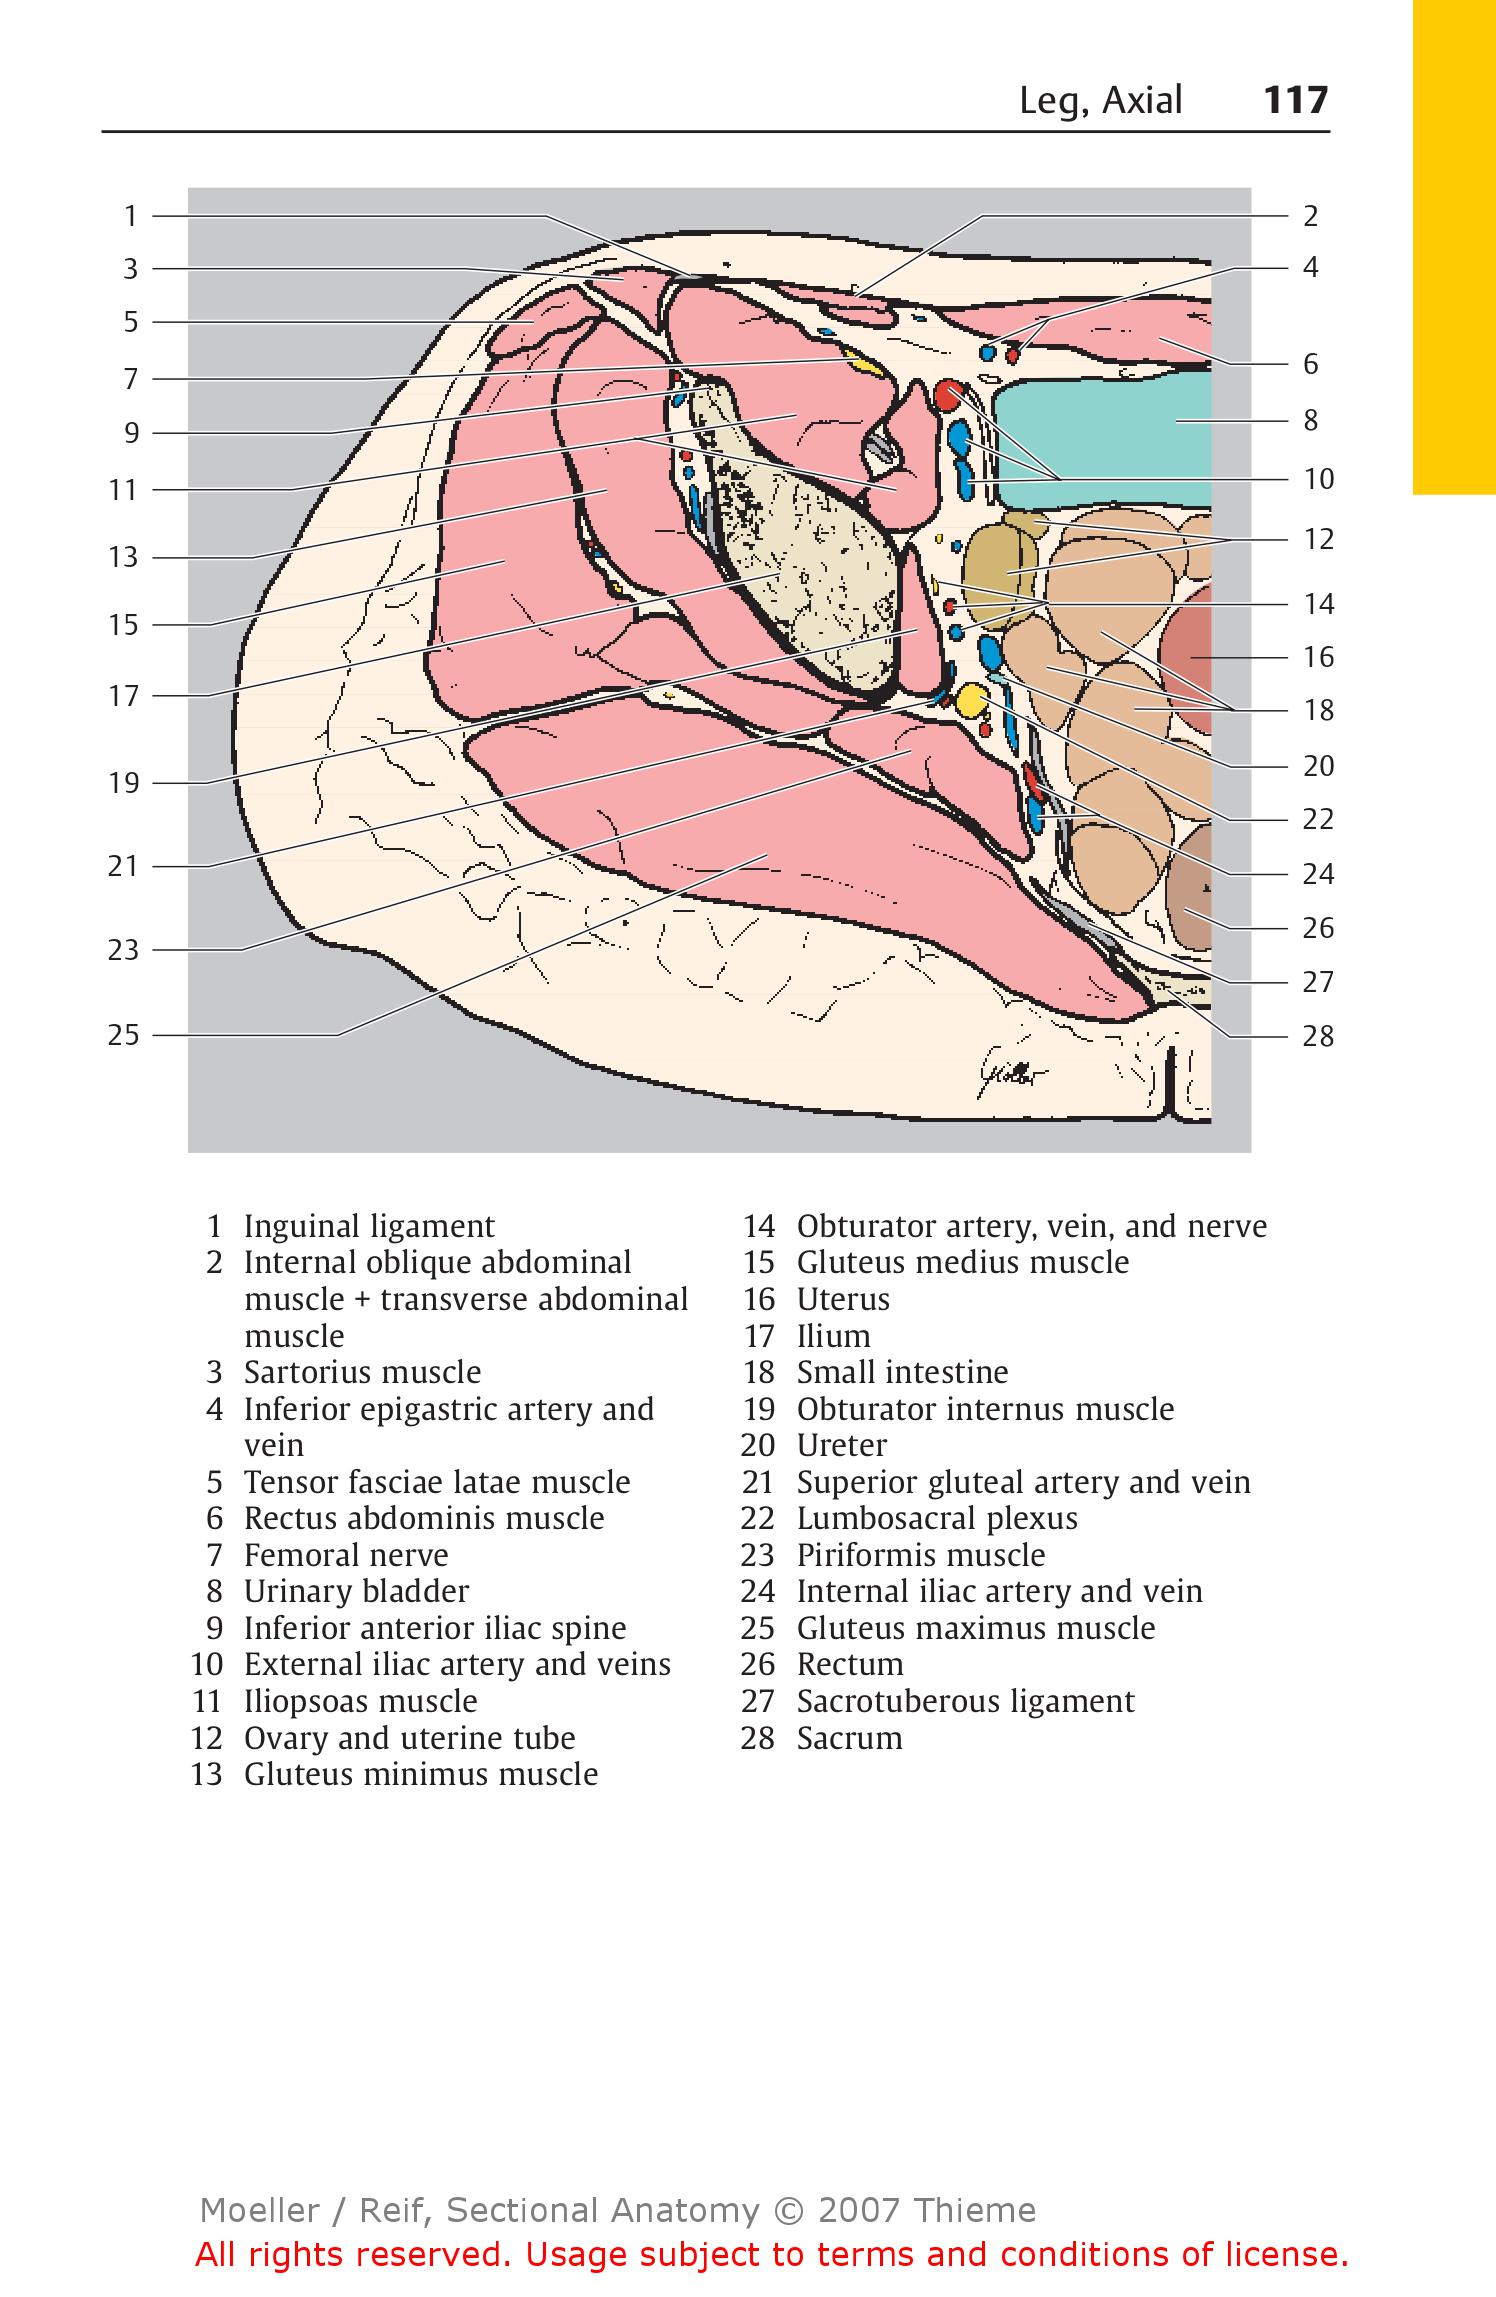 Leg, Axial 117
1
3
5
7
9
11
13
15
17
19
21
23
25
2
4
6
8
10
12
14
16
18
20
22
24
26
27
28
1 Inguinal ligament
2 Internal oblique abdominal
muscle + transverse abdominal
muscle
3 Sartorius muscle
4 Inferior epigastric artery and
vein
5 Tensor fasciae latae muscle
6 Rectus abdominis muscle
7 Femoral nerve
8 Urinary bladder
9 Inferior anterior iliac spine
10 External iliac artery and veins
11 Iliopsoas muscle
12 Ovary and uterine tube
13 Gluteus minimus muscle
14 Obturator artery, vein, and nerve
15 Gluteus medius muscle
16 Uterus
17 Ilium
18 Small intestine
19 Obturator internus muscle
20 Ureter
21 Superior gluteal artery and vein
22 Lumbosacral plexus
23 Piriformis muscle
24 Internal iliac artery and vein
25 Gluteus maximus muscle
26 Rectum
27 Sacrotuberous ligament
28 Sacrum
Moeller / Reif, Sectional Anatomy © 2007 Thieme
All rights reserved. Usage subject to terms and conditions of license.